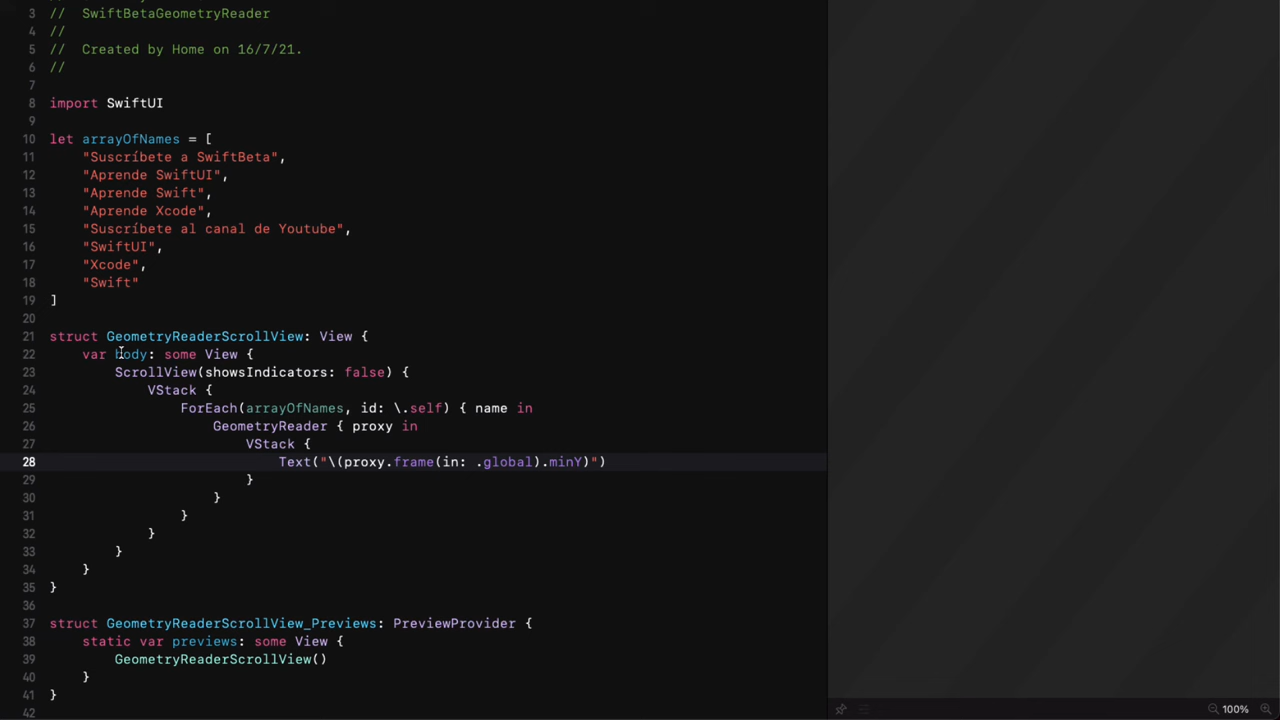 3 //  SwiftBetaGeometryReader
4 //
5 //  Created by Home on 16/7/21.
6 //
7
8 import SwiftUI
9
10 let arrayOfNames = [
11     "Suscríbete a SwiftBeta",
12     "Aprende SwiftUI",
13     "Aprende Swift",
14     "Aprende Xcode",
15     "Suscríbete al canal de Youtube",
16     "SwiftUI",
17     "Xcode",
18     "Swift"
19 ]
20
21 struct GeometryReaderScrollView: View {
22     var body: some View {
23         ScrollView(showsIndicators: false) {
24             VStack {
25                 ForEach(arrayOfNames, id: \.self) { name in
26                     GeometryReader { proxy in
27                         VStack {
28                             Text("\(proxy.frame(in: .global).minY)")
29                         }
30                     }
31                 }
32             }
33         }
34     }
35 }
36
37 struct GeometryReaderScrollView_Previews: PreviewProvider {
38     static var previews: some View {
39         GeometryReaderScrollView()
40     }
41 }
42
100%